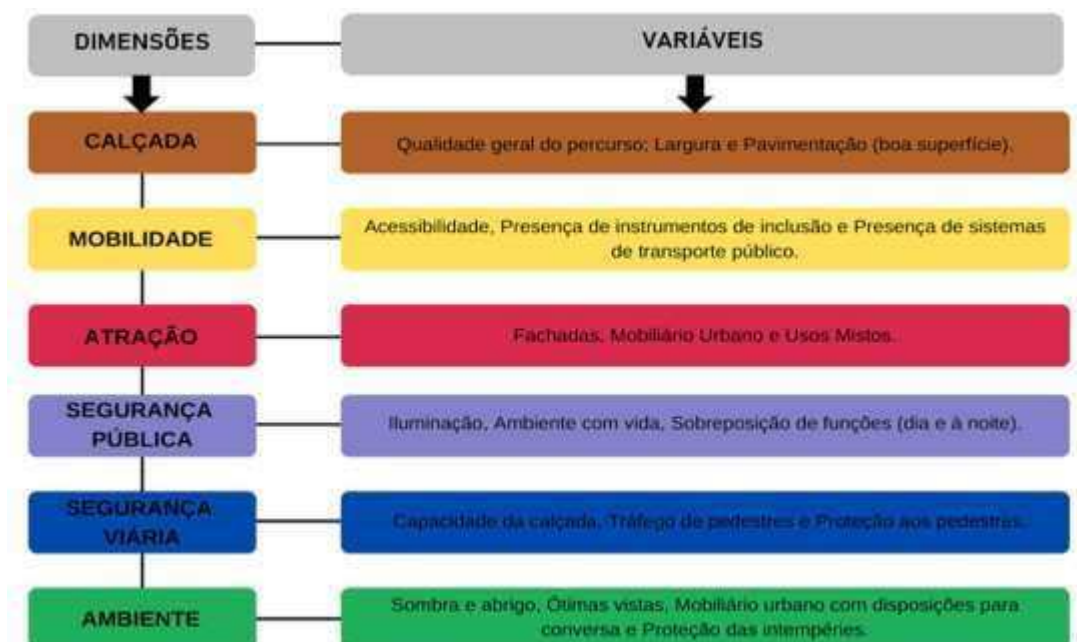 DIMENSÕES
VARIÁVEIS
CALÇADA
Qualidade geral do percurso; Largura e Pavimentação (boa superfície).
MOBILIDADE
Acessibilidade, Presença de instrumentos de inclusão e Presença de sistemas
de transporte público.
ATRAÇÃO
Fachadas, Mobiliário Urbano e Usos Mistos.
SEGURANÇA
PÚBLICA
Iluminação, Ambiente com vida, Sobreposição de funções (dia e à noite).
SEGURANÇA
VIÁRIA
Capacidade da calçada, Tráfego de pedestres e Proteção aos pedestres.
AMBIENTE
Sombra e abrigo, Ótimas vistas, Mobiliário urbano com disposições para
conversa e Proteção das intempéries.